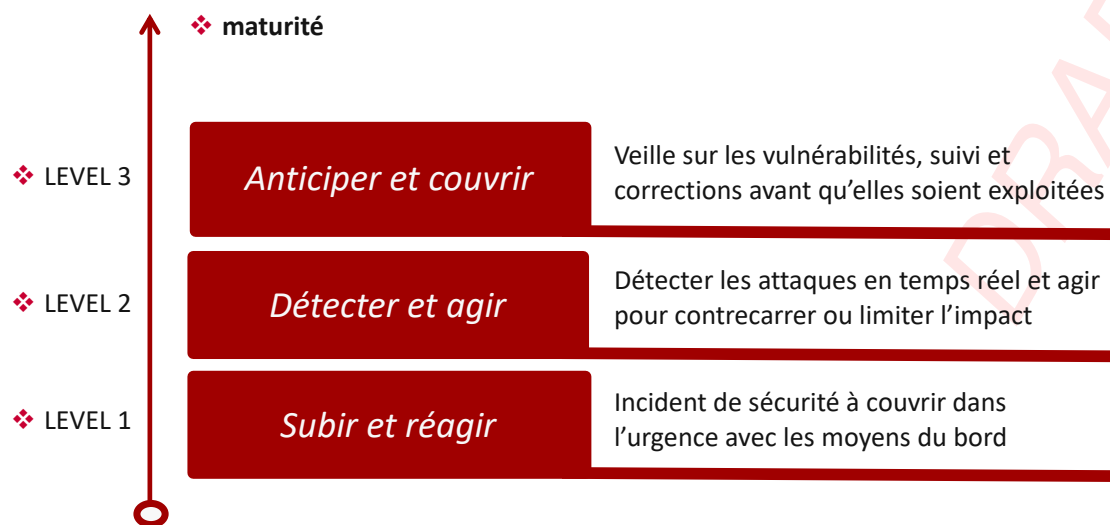 maturité
LEVEL 3
Anticiper et couvrir
Veille sur les vulnérabilités, suivi et
corrections avant qu’elles soient exploitées
LEVEL 2
Détecter et agir
Détecter les attaques en temps réel et agir
pour contrecarrer ou limiter l’impact
LEVEL 1
Subir et réagir
Incident de sécurité à couvrir dans
l’urgence avec les moyens du bord